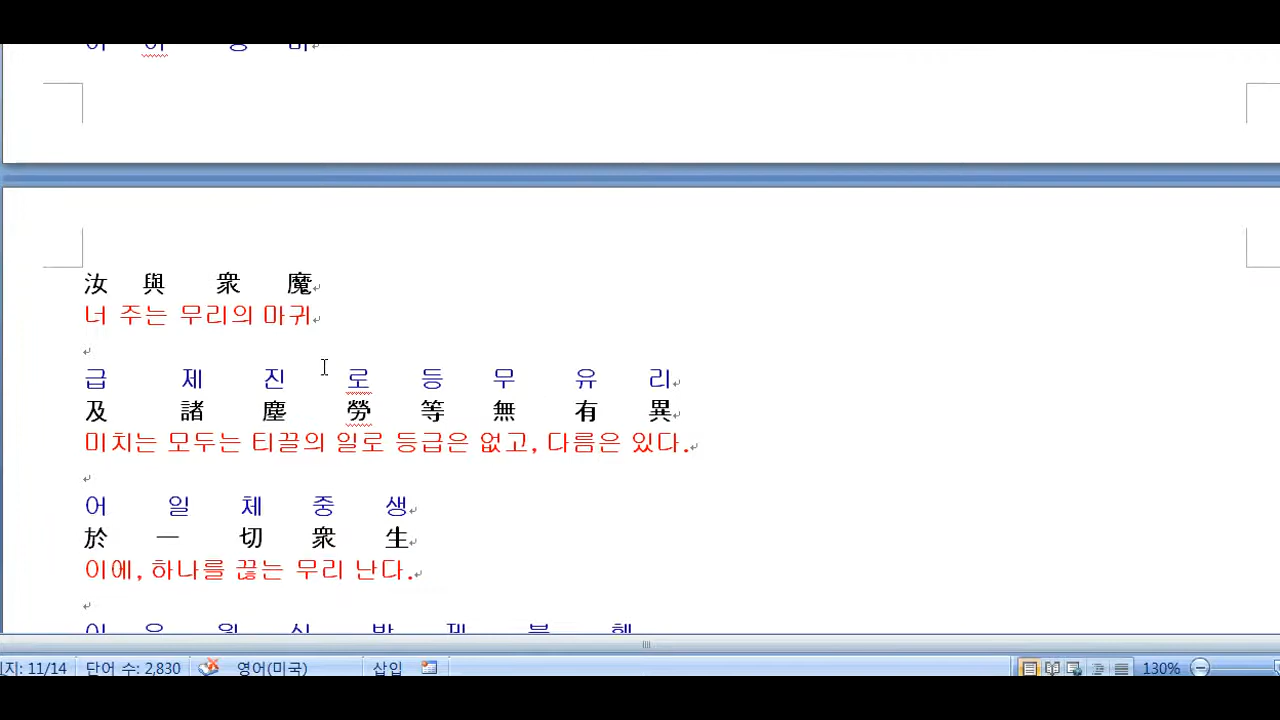 汝 與 衆 魔
너 주는 무리의 마귀
급 제 진 로 등 무 유 리
及 諸 塵 勞 等 無 有 異
미치는 모두는 티끌의 일로 등급은 없고, 다름은 있다.
어 일 체 중 생
於 一 切 衆 生
이에, 하나를 끊는 무리 난다.
지: 11/14 단어 수: 2,830 영어(미국) 삽입 130%